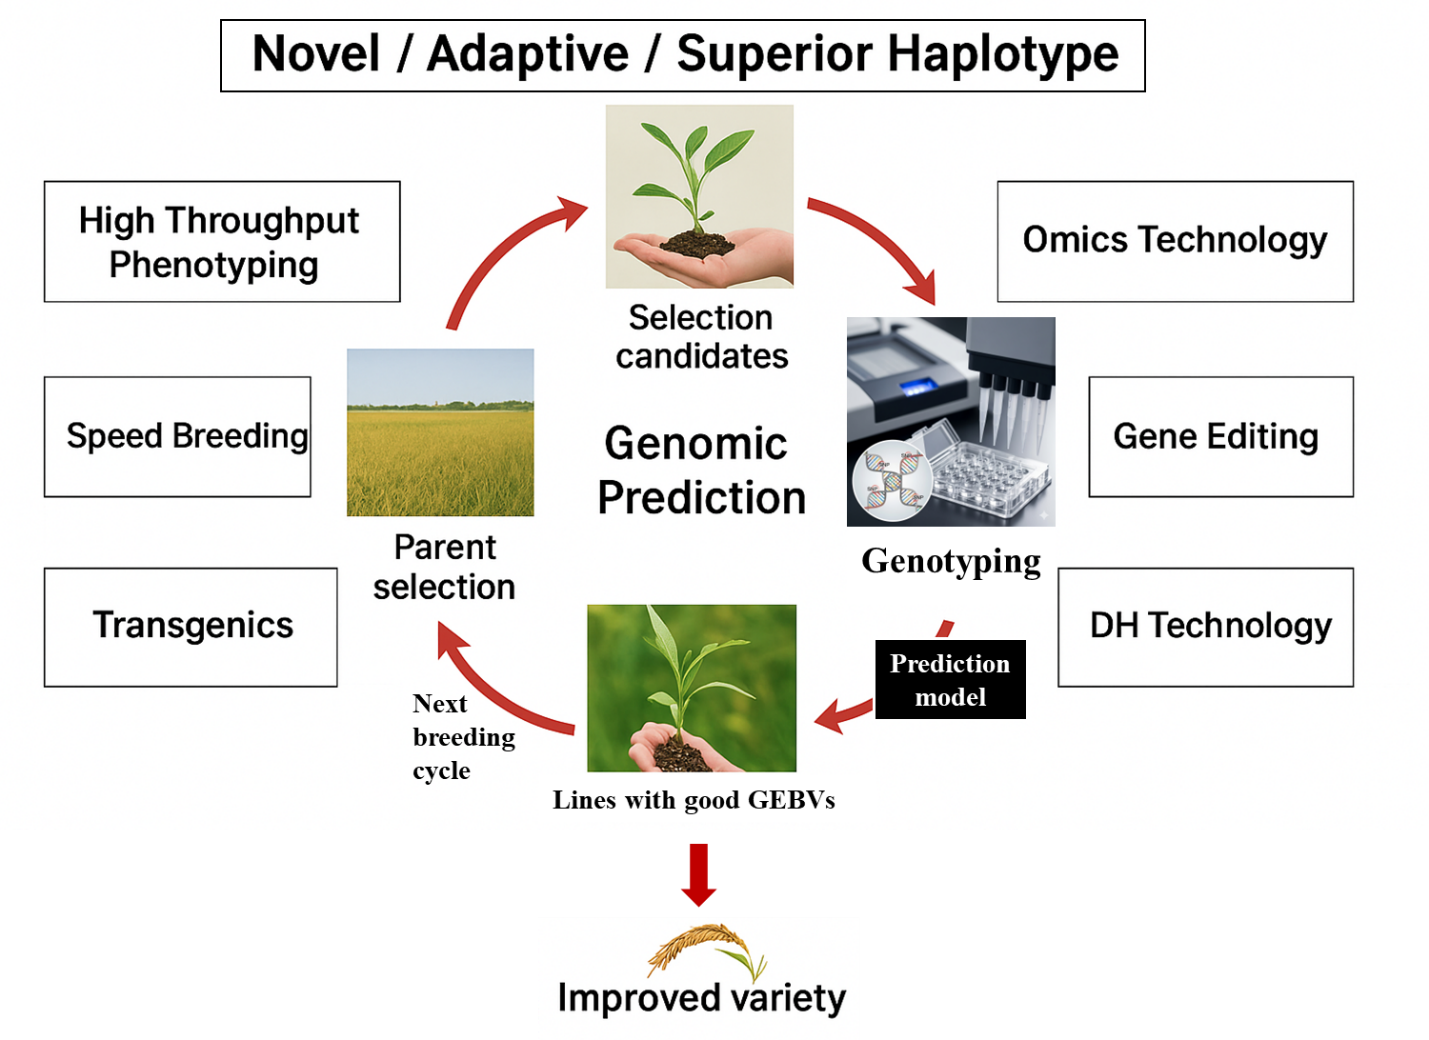 Novel / Adaptive / Superior Haplotype
High Throughput
Phenotyping
Omics Technology
Selection
candidates
Speed Breeding
Genomic
Prediction
Gene Editing
Parent
selection
Genotyping
Transgenics
DH Technology
Prediction
model
Next
breeding
cycle
Lines with good GEBVs
Improved variety